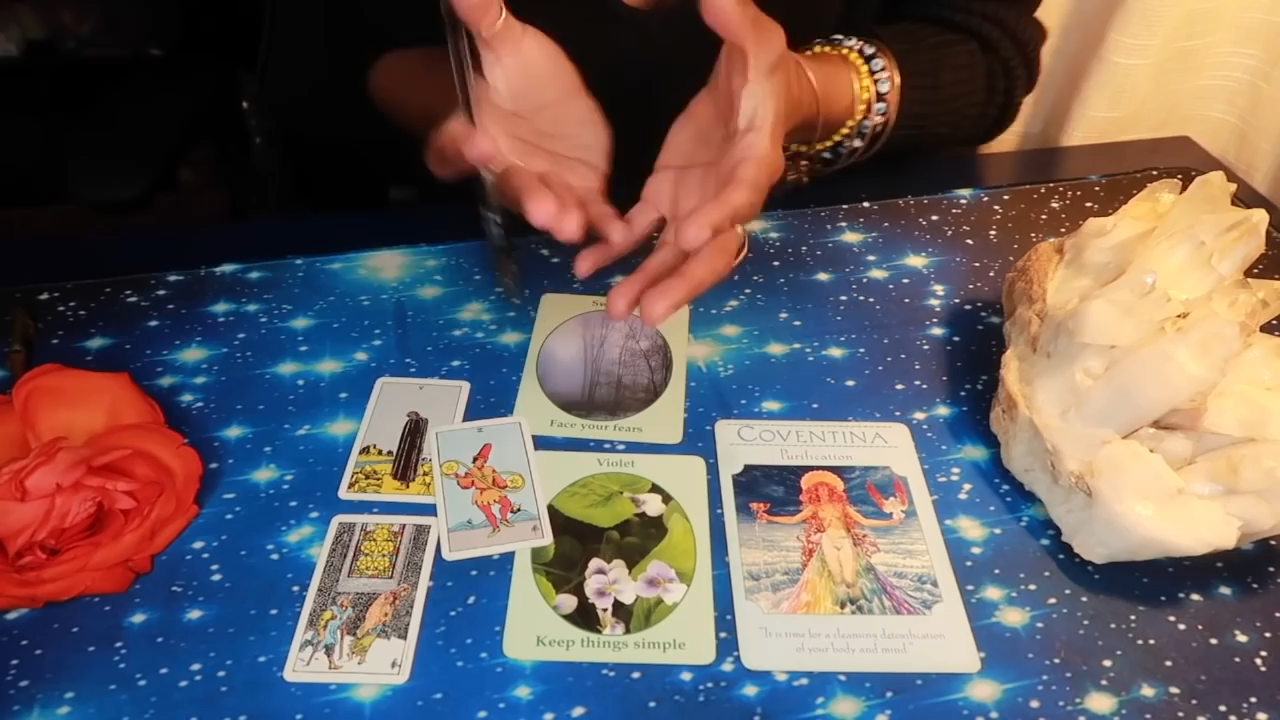 Face your fears
Violet
Keep things simple
COVENTINA
Purification
"It is time for a cleansing detoxification
of your body and mind."